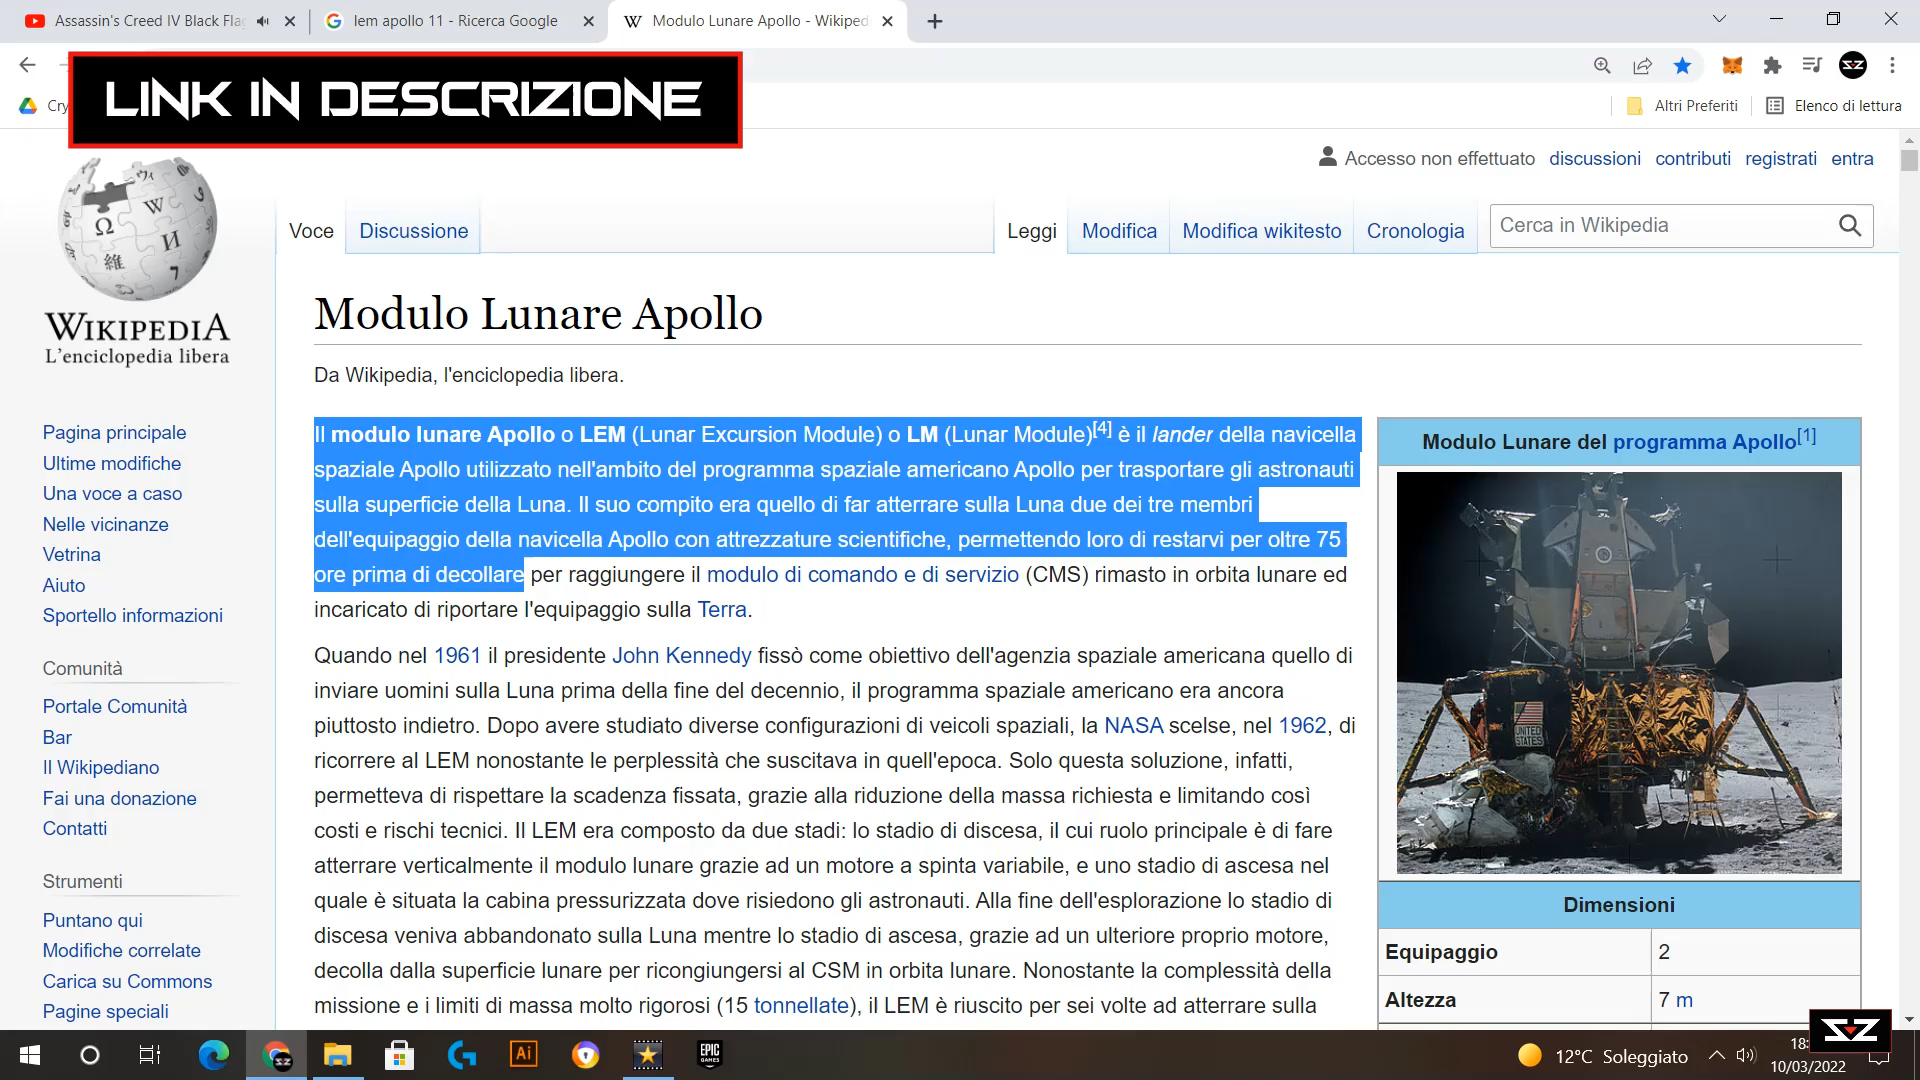 Assassin's Creed IV Black Fla
lem apollo 11 - Ricerca Google
Modulo Lunare Apollo - Wikiped
LINK IN DESCRIZIONE
Cry
Altri Preferiti
Elenco di lettura
Accesso non effettuato discussioni contributi registrati entra
Voce Discussione
Leggi Modifica Modifica wikitesto Cronologia
Cerca in Wikipedia
WIKIPEDIA
L'enciclopedia libera
Pagina principale
Ultime modifiche
Una voce a caso
Nelle vicinanze
Vetrina
Aiuto
Sportello informazioni
Comunità
Portale Comunità
Bar
Il Wikipediano
Fai una donazione
Contatti
Strumenti
Puntano qui
Modifiche correlate
Carica su Commons
Pagine speciali
Modulo Lunare Apollo
Da Wikipedia, l'enciclopedia libera.
Il modulo lunare Apollo o LEM (Lunar Excursion Module) o LM (Lunar Module)[4] è il lander della navicella
spaziale Apollo utilizzato nell'ambito del programma spaziale americano Apollo per trasportare gli astronauti
sulla superficie della Luna. Il suo compito era quello di far atterrare sulla Luna due dei tre membri
dell'equipaggio della navicella Apollo con attrezzature scientifiche, permettendo loro di restarvi per oltre 75
ore prima di decollare per raggiungere il modulo di comando e di servizio (CMS) rimasto in orbita lunare ed
incaricato di riportare l'equipaggio sulla Terra.
Quando nel 1961 il presidente John Kennedy fissò come obiettivo dell'agenzia spaziale americana quello di
inviare uomini sulla Luna prima della fine del decennio, il programma spaziale americano era ancora
piuttosto indietro. Dopo avere studiato diverse configurazioni di veicoli spaziali, la NASA scelse, nel 1962, di
ricorrere al LEM nonostante le perplessità che suscitava in quell'epoca. Solo questa soluzione, infatti,
permetteva di rispettare la scadenza fissata, grazie alla riduzione della massa richiesta e limitando così
costi e rischi tecnici. Il LEM era composto da due stadi: lo stadio di discesa, il cui ruolo principale è di fare
atterrare verticalmente il modulo lunare grazie ad un motore a spinta variabile, e uno stadio di ascesa nel
quale è situata la cabina pressurizzata dove risiedono gli astronauti. Alla fine dell'esplorazione lo stadio di
discesa veniva abbandonato sulla Luna mentre lo stadio di ascesa, grazie ad un ulteriore proprio motore,
decolla dalla superficie lunare per ricongiungersi al CSM in orbita lunare. Nonostante la complessità della
missione e i limiti di massa molto rigorosi (15 tonnellate), il LEM è riuscito per sei volte ad atterrare sulla
Modulo Lunare del programma Apollo[1]
UNITED
STATES
Dimensioni
Equipaggio 2
Altezza 7 m
Ai
EPIC
GAMES
12°C Soleggiato
18:
10/03/2022